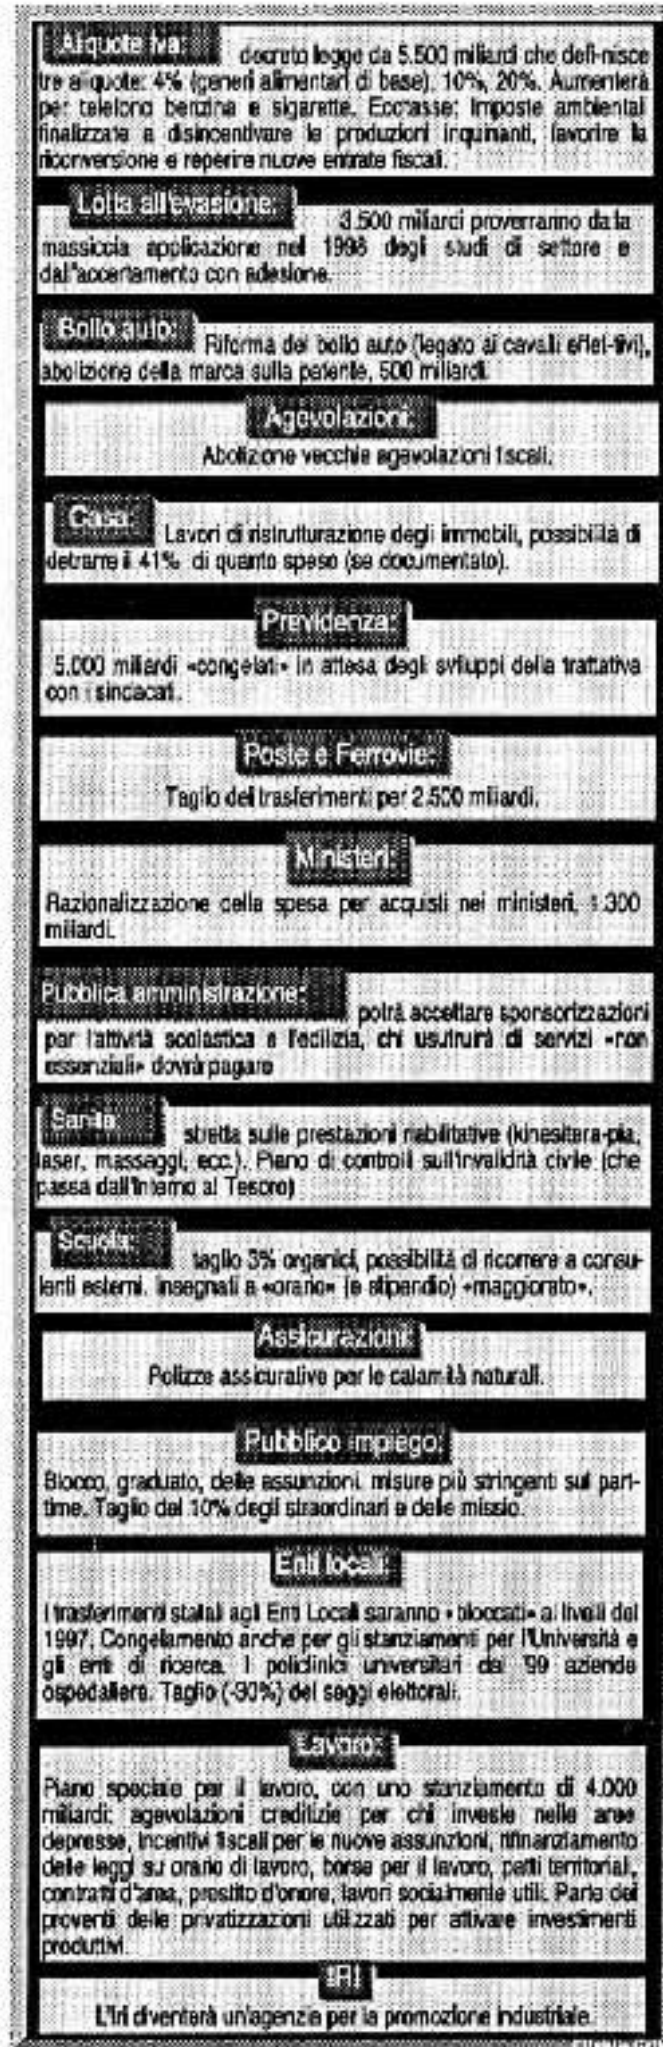 Aliquote Iva: decreto legge da 5.500 miliardi che defi-nisce
tre aliquote: 4% (generi alimentari di base), 10%, 20%. Aumenterà
per telefono benzina e sigarette. Ecotasse: Imposte ambientali
finalizzate a disincentivare le produzioni inquinanti, favorire la
riconversione e reperire nuove entrate fiscali.
Lotta all'evasione: 3.500 miliardi proverranno dalla
massiccia applicazione nel 1998 degli studi di settore e
dall'accertamento con adesione.
Bollo auto: Riforma del bollo auto (legato ai cavalli effet-tivi),
abolizione della marca sulla patente, 500 miliardi.
Agevolazioni:
Abolizione vecchie agevolazioni fiscali.
Casa: Lavori di ristrutturazione degli immobili, possibilità di
detrarre il 41% di quanto speso (se documentato).
Previdenza:
5.000 miliardi «congelati» in attesa degli sviluppi della trattativa
con i sindacati.
Poste e Ferrovie:
Taglio dei trasferimenti per 2.500 miliardi.
Ministeri:
Razionalizzazione della spesa per acquisti nei ministeri, 1.300
miliardi.
Pubblica amministrazione: potrà accettare sponsorizzazioni
per l'attività scolastica e l'edilizia, chi usufruirà di servizi «non
essenziali» dovrà pagare
Sanità: stretta sulle prestazioni riabilitative (kinesitera-pia,
laser, massaggi, ecc.). Piano di controlli sull'invalidità civile (che
passa dall'Interno al Tesoro)
Scuola: taglio 3% organici, possibilità di ricorrere a consu-
lenti esterni. Insegnati a «orario» (e stipendio) «maggiorato».
Assicurazioni:
Polizze assicurative per le calamità naturali.
Pubblico impiego:
Blocco, graduato, delle assunzioni, misure più stringenti sul part-
time. Taglio del 10% degli straordinari e delle missio.
Enti locali:
I trasferimenti statali agli Enti Locali saranno «bloccati» ai livelli del
1997. Congelamento anche per gli stanziamenti per l'Università e
gli enti di ricerca. I policlinici universitari dal '99 aziende
ospedaliere. Taglio (-30%) dei seggi elettorali.
Lavoro:
Piano speciale per il lavoro, con uno stanziamento di 4.000
miliardi: agevolazioni creditizie per chi investe nelle aree
depresse, incentivi fiscali per le nuove assunzioni, rifinanziamento
delle leggi su orario di lavoro, borse per il lavoro, patti territoriali,
contratti d'area, prestito d'onore, lavori socialmente utili. Parte dei
proventi delle privatizzazioni utilizzati per attivare investimenti
produttivi.
IRI
L'Iri diventerà un'agenzia per la promozione industriale.